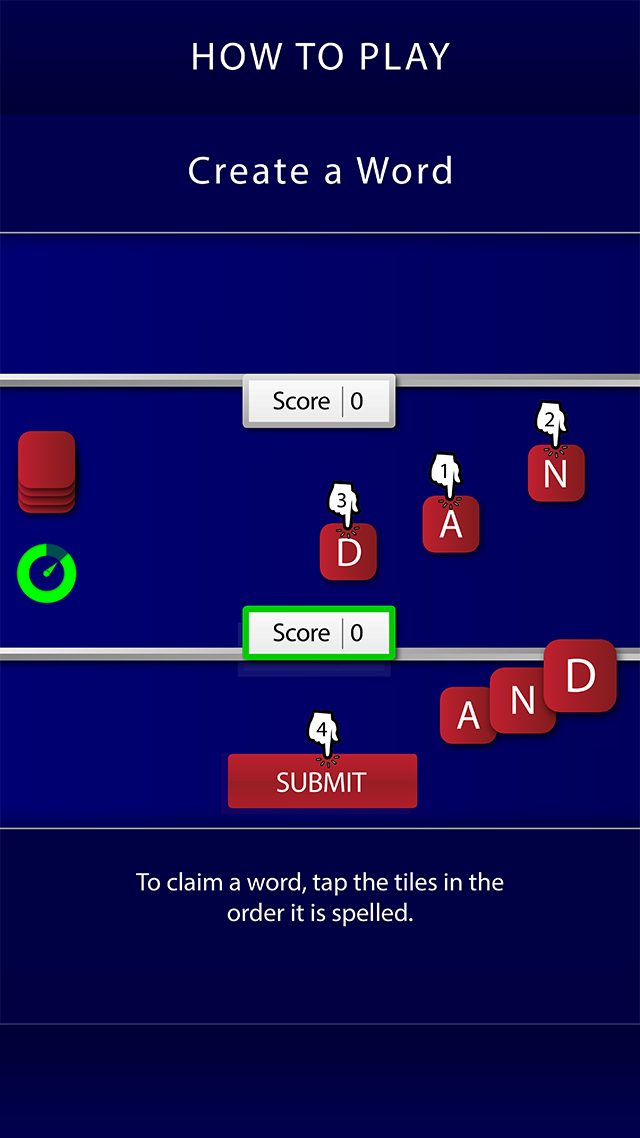 HOW TO PLAY
Create a Word
Score | 0
2
N
1
A
3
D
Score | 0
A N D
4
SUBMIT
To claim a word, tap the tiles in the
order it is spelled.